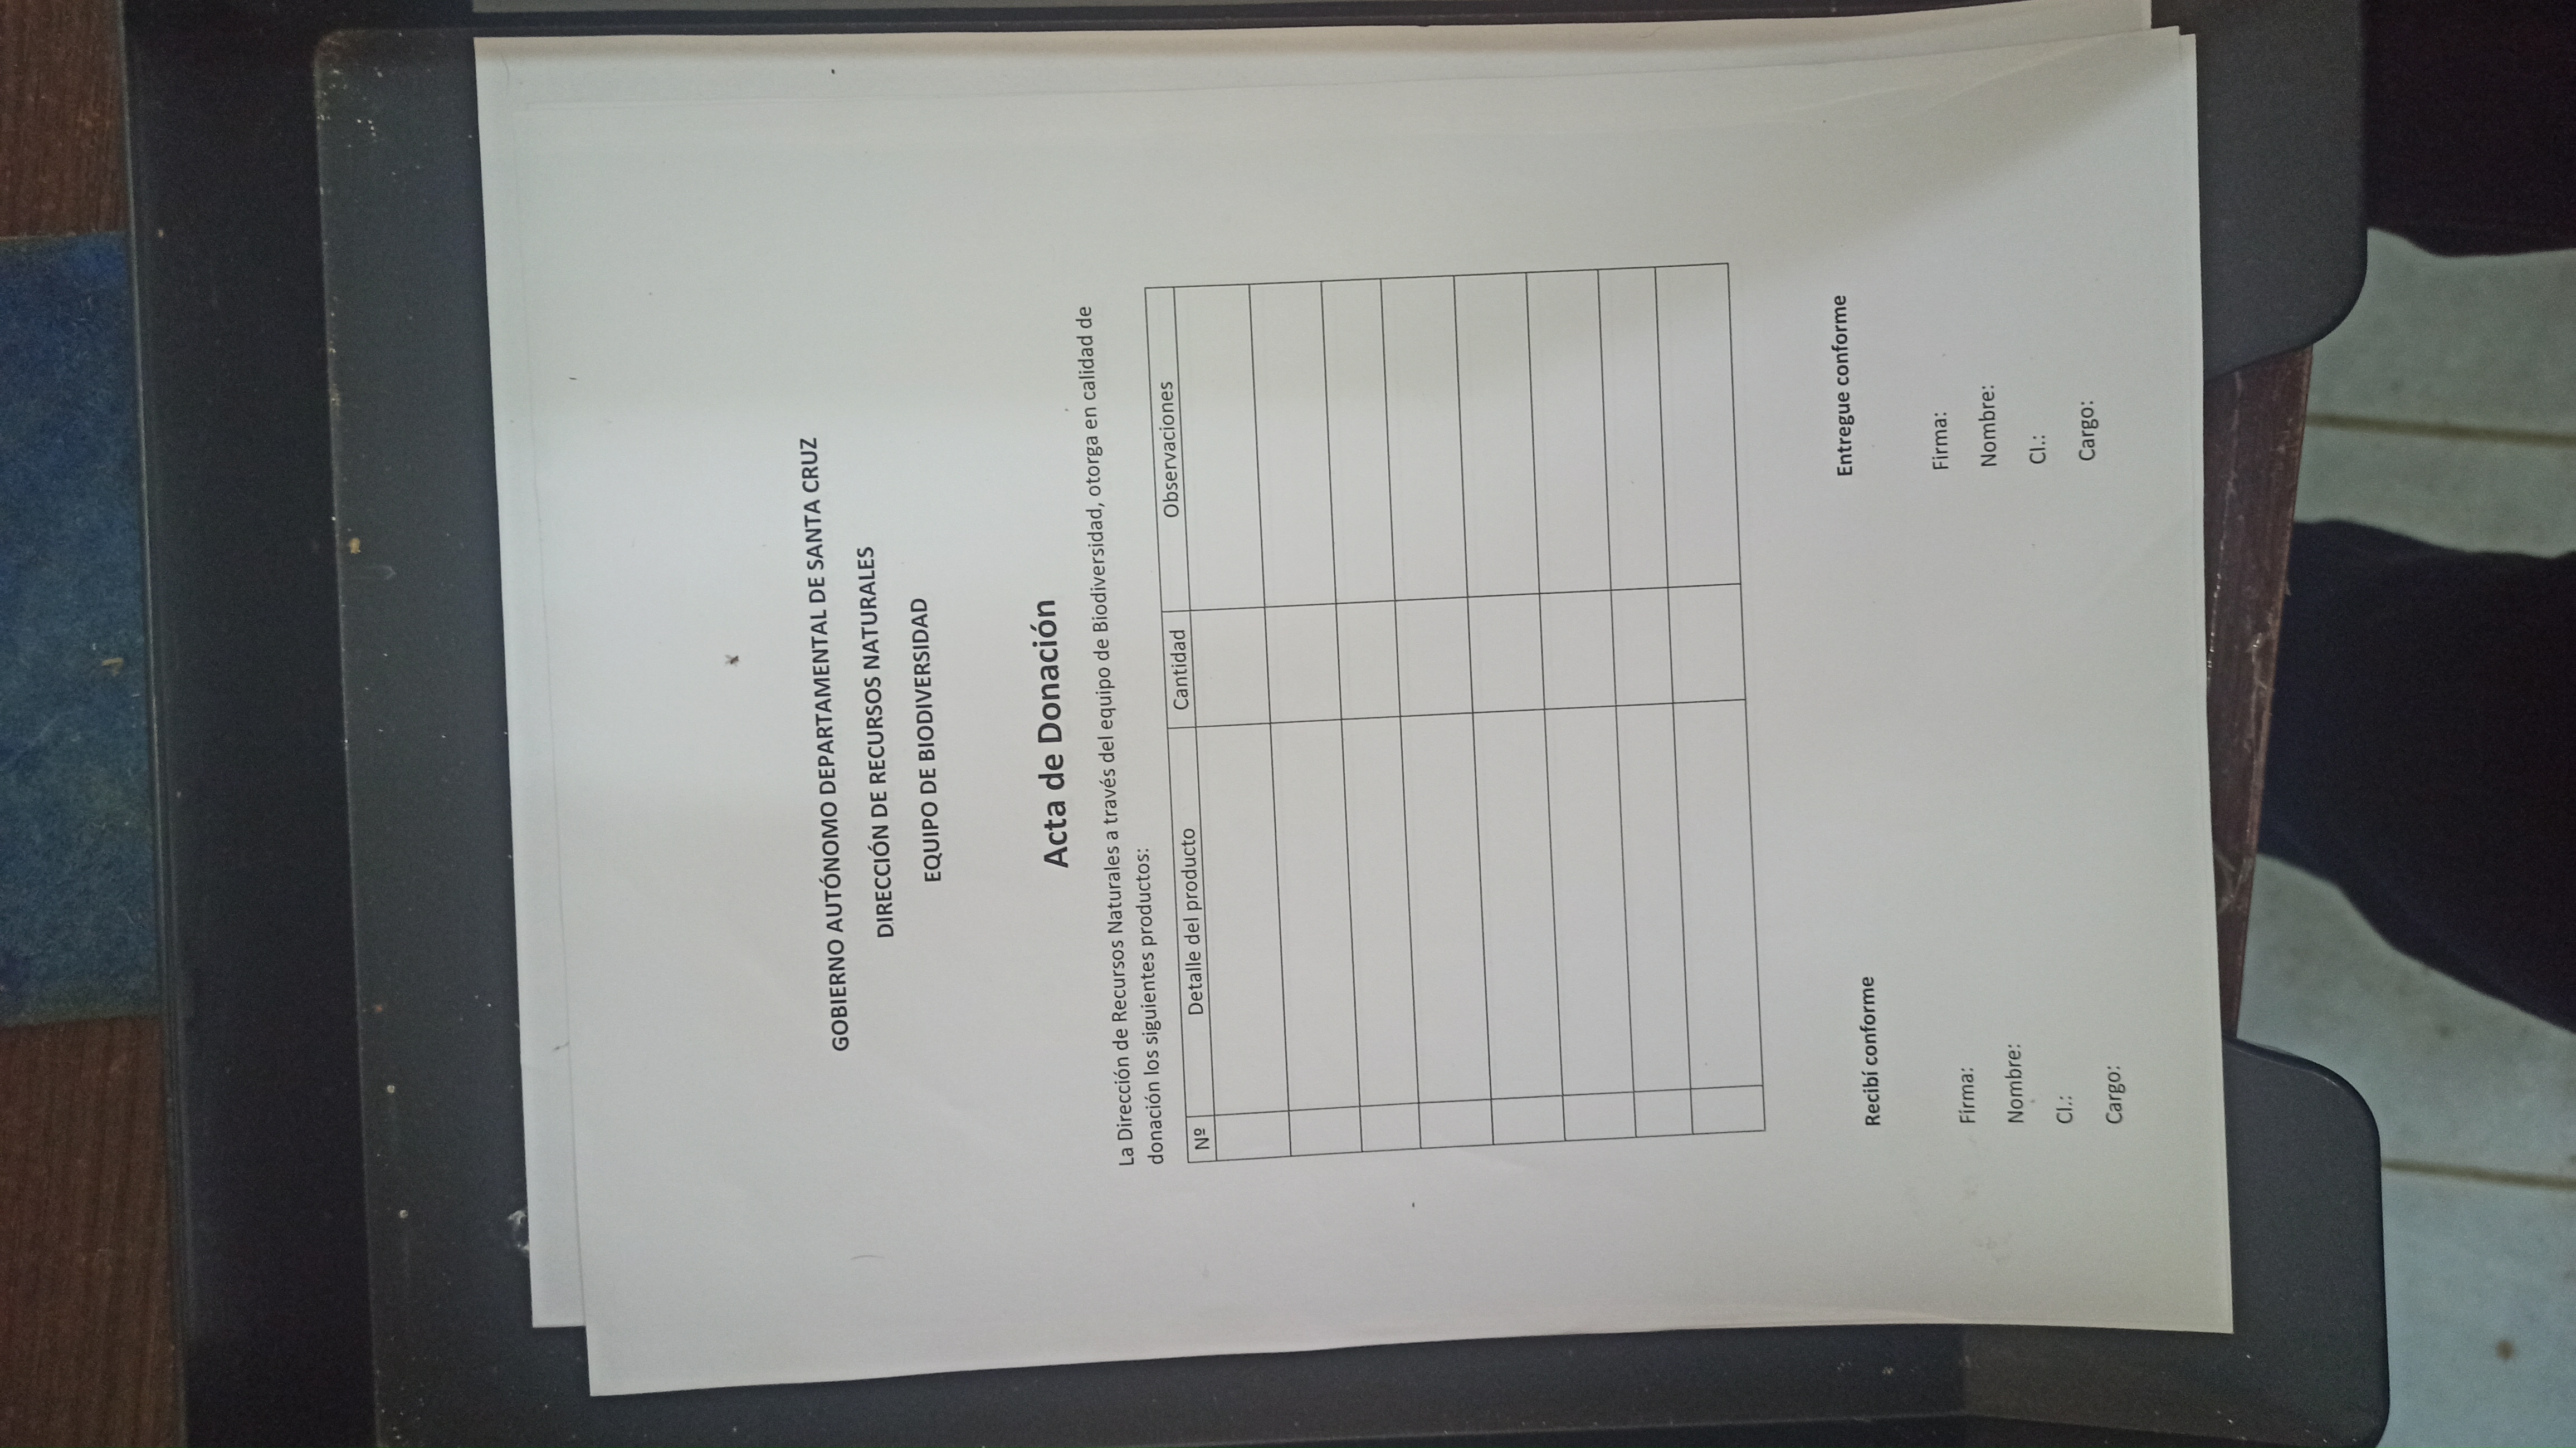 GOBIERNO AUTÓNOMO DEPARTAMENTAL DE SANTA CRUZ
DIRECCIÓN DE RECURSOS NATURALES
EQUIPO DE BIODIVERSIDAD
Acta de Donación
La Dirección de Recursos Naturales a través del equipo de Biodiversidad, otorga en calidad de
donación los siguientes productos:
Nº Detalle del producto Cantidad Observaciones
Recibí conforme Entregue conforme
Firma: Firma:
Nombre: Nombre:
CI.: CI.:
Cargo: Cargo: